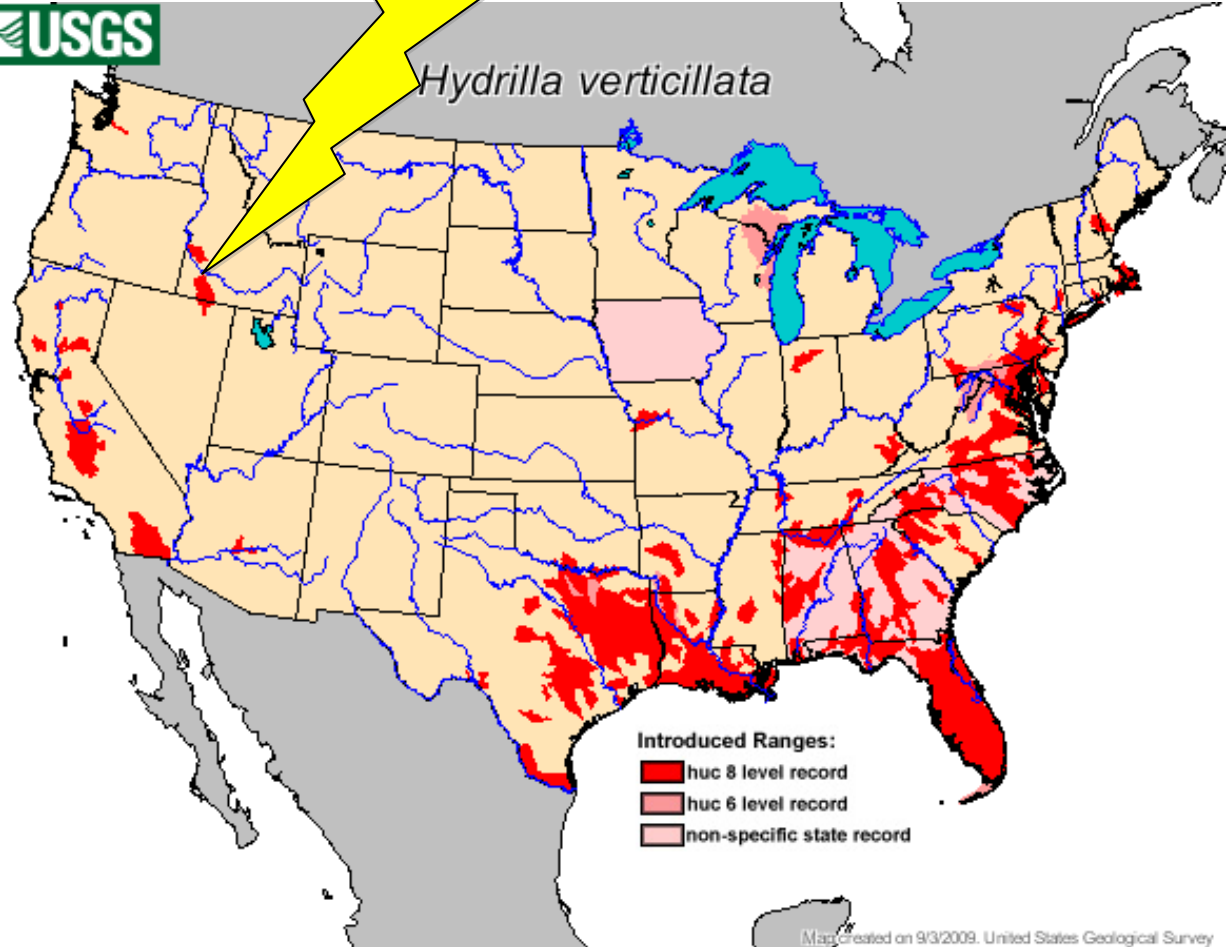 USGS
Hydrilla verticillata
Introduced Ranges:
huc 8 level record
huc 6 level record
non-specific state record
Map created on 9/3/2009. United States Geological Survey